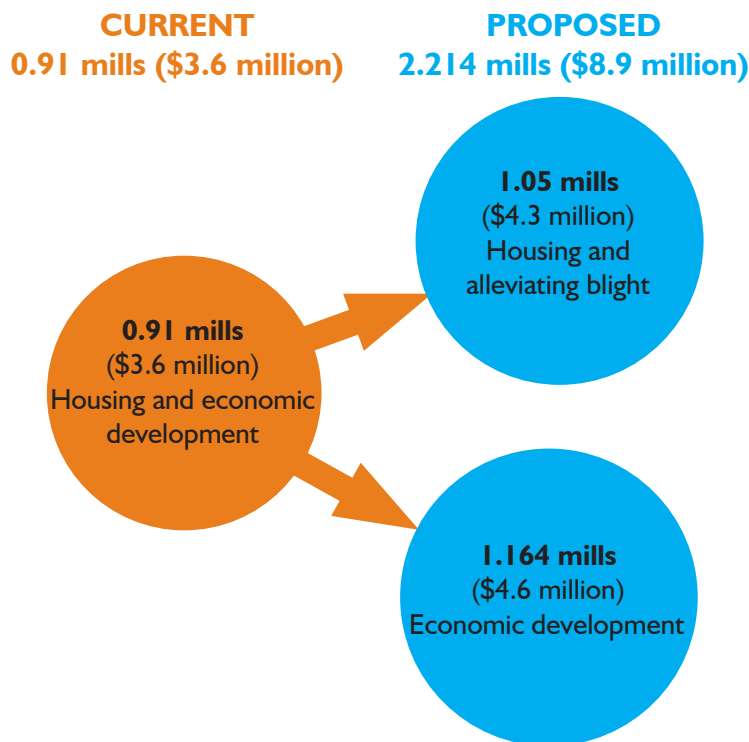 CURRENT
0.91 mills ($3.6 million)
PROPOSED
2.214 mills ($8.9 million)
1.05 mills
($4.3 million)
Housing and
alleviating blight
0.91 mills
($3.6 million)
Housing and economic
development
1.164 mills
($4.6 million)
Economic development